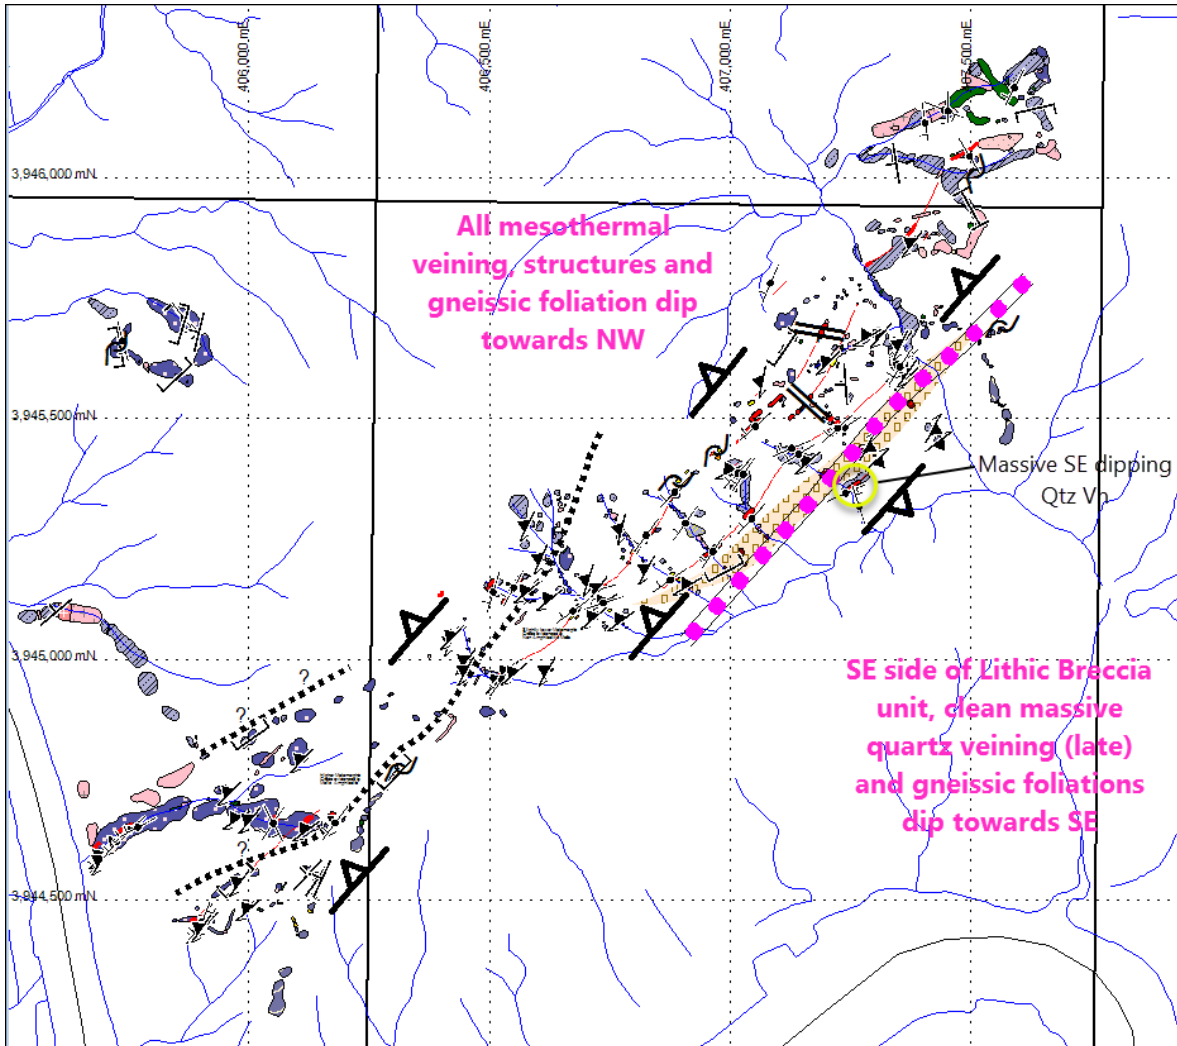 406,000 mE
406,500 mE
407,000 mE
407,500 mE
3,946,000 mN
All mesothermal
veining, structures and
gneissic foliation dip
towards NW
3,945,500 mN
Massive SE dipping
Qtz Vn
3,945,000 mN
SE side of Lithic Breccia
unit, clean massive
quartz veining (late)
and gneissic foliations
dip towards SE
?
?
?
3,944,500 mN